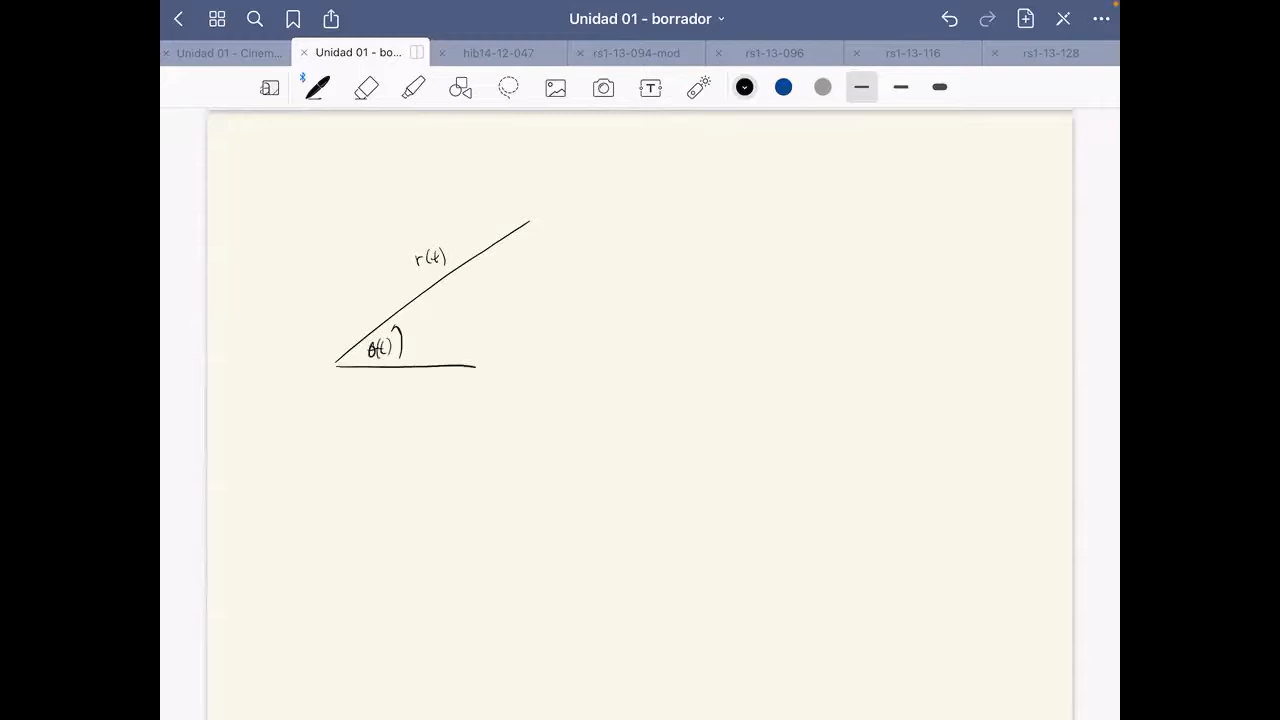 Unidad 01 - borrador
Unidad 01 - Cinem...
Unidad 01 - bo...
hib14-12-047
rs1-13-094-mod
rs1-13-096
rs1-13-116
rs1-13-128
T
r(t)
θ(t)